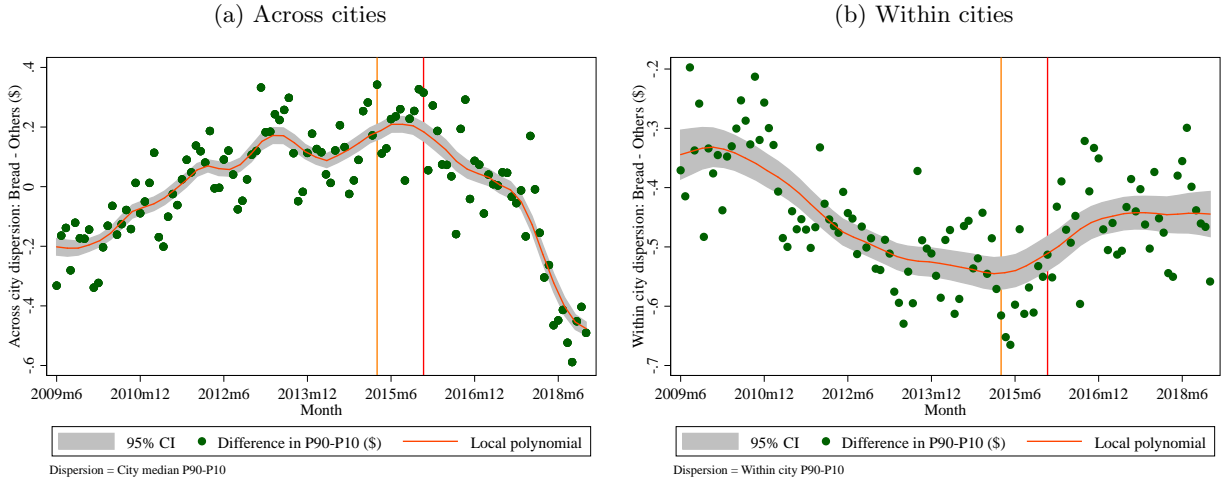 (a) Across cities
Across city dispersion: Bread - Others ($)
.4
.2
0
-.2
-.4
-.6
2009m6 2010m12 2012m6 2013m12 2015m6 2016m12 2018m6
Month
95% CI Difference in P90-P10 ($) Local polynomial
Dispersion = City median P90-P10
(b) Within cities
Within city dispersion: Bread - Others ($)
-.2
-.3
-.4
-.5
-.6
-.7
2009m6 2010m12 2012m6 2013m12 2015m6 2016m12 2018m6
Month
95% CI Difference in P90-P10 ($) Local polynomial
Dispersion = Within city P90-P10